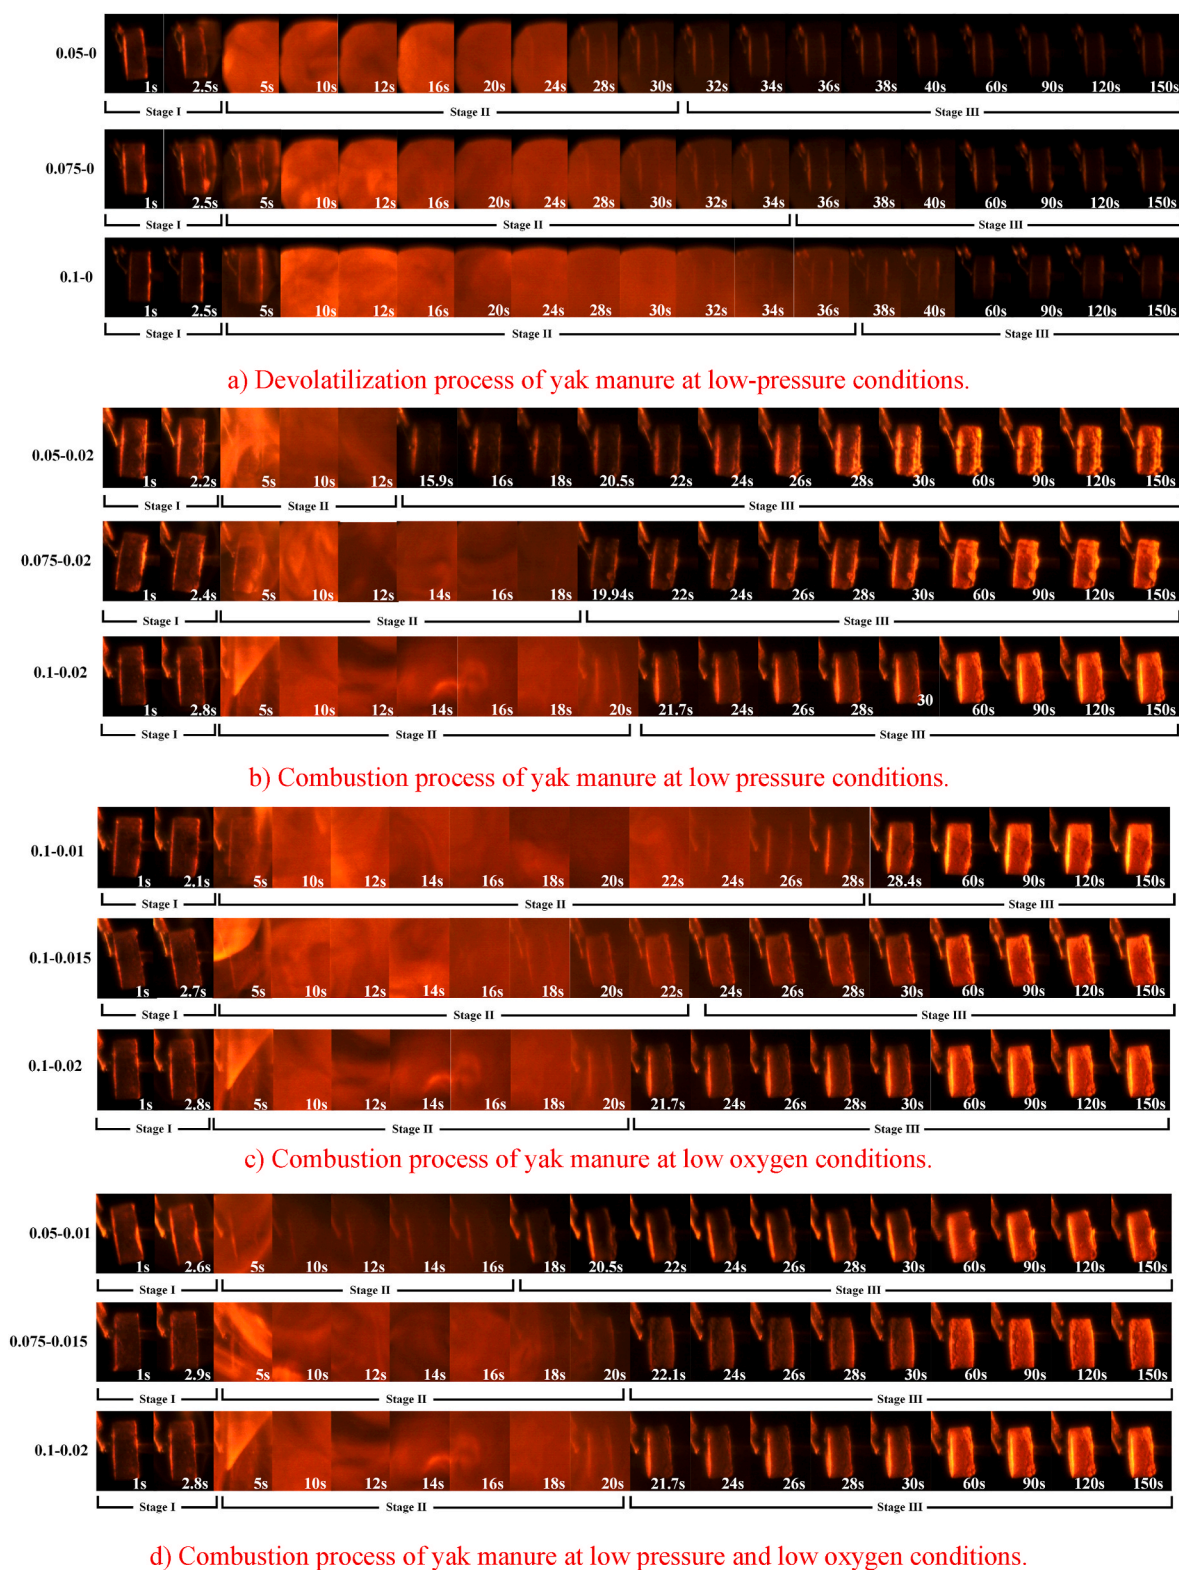 0.05-0
1s 2.5s 5s 10s 12s 16s 20s 24s 28s 30s 32s 34s 36s 38s 40s 60s 90s 120s 150s
Stage I Stage II Stage III
0.075-0
1s 2.5s 5s 10s 12s 16s 20s 24s 28s 30s 32s 34s 36s 38s 40s 60s 90s 120s 150s
Stage I Stage II Stage III
0.1-0
1s 2.5s 5s 10s 12s 16s 20s 24s 28s 30s 32s 34s 36s 38s 40s 60s 90s 120s 150s
Stage I Stage II Stage III
a) Devolatilization process of yak manure at low-pressure conditions.
0.05-0.02
1s 2.2s 5s 10s 12s 15.9s 16s 18s 20.5s 22s 24s 26s 28s 30s 60s 90s 120s 150s
Stage I Stage II Stage III
0.075-0.02
1s 2.4s 5s 10s 12s 14s 16s 18s 19.94s 22s 24s 26s 28s 30s 60s 90s 120s 150s
Stage I Stage II Stage III
0.1-0.02
1s 2.8s 5s 10s 12s 14s 16s 18s 20s 21.7s 24s 26s 28s 30 60s 90s 120s 150s
Stage I Stage II Stage III
b) Combustion process of yak manure at low pressure conditions.
0.1-0.01
1s 2.1s 5s 10s 12s 14s 16s 18s 20s 22s 24s 26s 28s 28.4s 60s 90s 120s 150s
Stage I Stage II Stage III
0.1-0.015
1s 2.7s 5s 10s 12s 14s 16s 18s 20s 22s 24s 26s 28s 30s 60s 90s 120s 150s
Stage I Stage II Stage III
0.1-0.02
1s 2.8s 5s 10s 12s 14s 16s 18s 20s 21.7s 24s 26s 28s 30s 60s 90s 120s 150s
Stage I Stage II Stage III
c) Combustion process of yak manure at low oxygen conditions.
0.05-0.01
1s 2.6s 5s 10s 12s 14s 16s 18s 20.5s 22s 24s 26s 28s 30s 60s 90s 120s 150s
Stage I Stage II Stage III
0.075-0.015
1s 2.9s 5s 10s 12s 14s 16s 18s 20s 22.1s 24s 26s 28s 30s 60s 90s 120s 150s
Stage I Stage II Stage III
0.1-0.02
1s 2.8s 5s 10s 12s 14s 16s 18s 20s 21.7s 24s 26s 28s 30s 60s 90s 120s 150s
Stage I Stage II Stage III
d) Combustion process of yak manure at low pressure and low oxygen conditions.